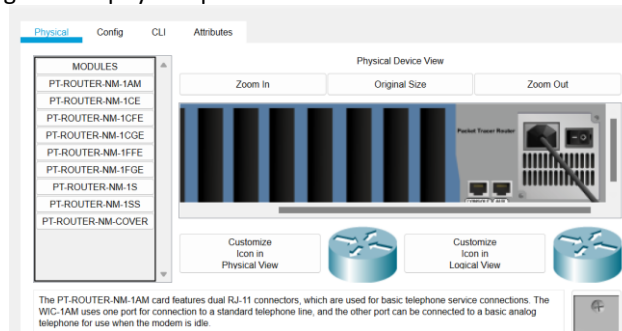 Physical Config CLI Attributes
MODULES
PT-ROUTER-NM-1AM
PT-ROUTER-NM-1CE
PT-ROUTER-NM-1CFE
PT-ROUTER-NM-1CGE
PT-ROUTER-NM-1FFE
PT-ROUTER-NM-1FGE
PT-ROUTER-NM-1S
PT-ROUTER-NM-1SS
PT-ROUTER-NM-COVER
Physical Device View
Zoom In Original Size Zoom Out
Packet Tracer Router
CONSOLE AUX
Customize
Icon in
Physical View
Customize
Icon in
Logical View
The PT-ROUTER-NM-1AM card features dual RJ-11 connectors, which are used for basic telephone service connections. The
WIC-1AM uses one port for connection to a standard telephone line, and the other port can be connected to a basic analog
telephone for use when the modem is idle.